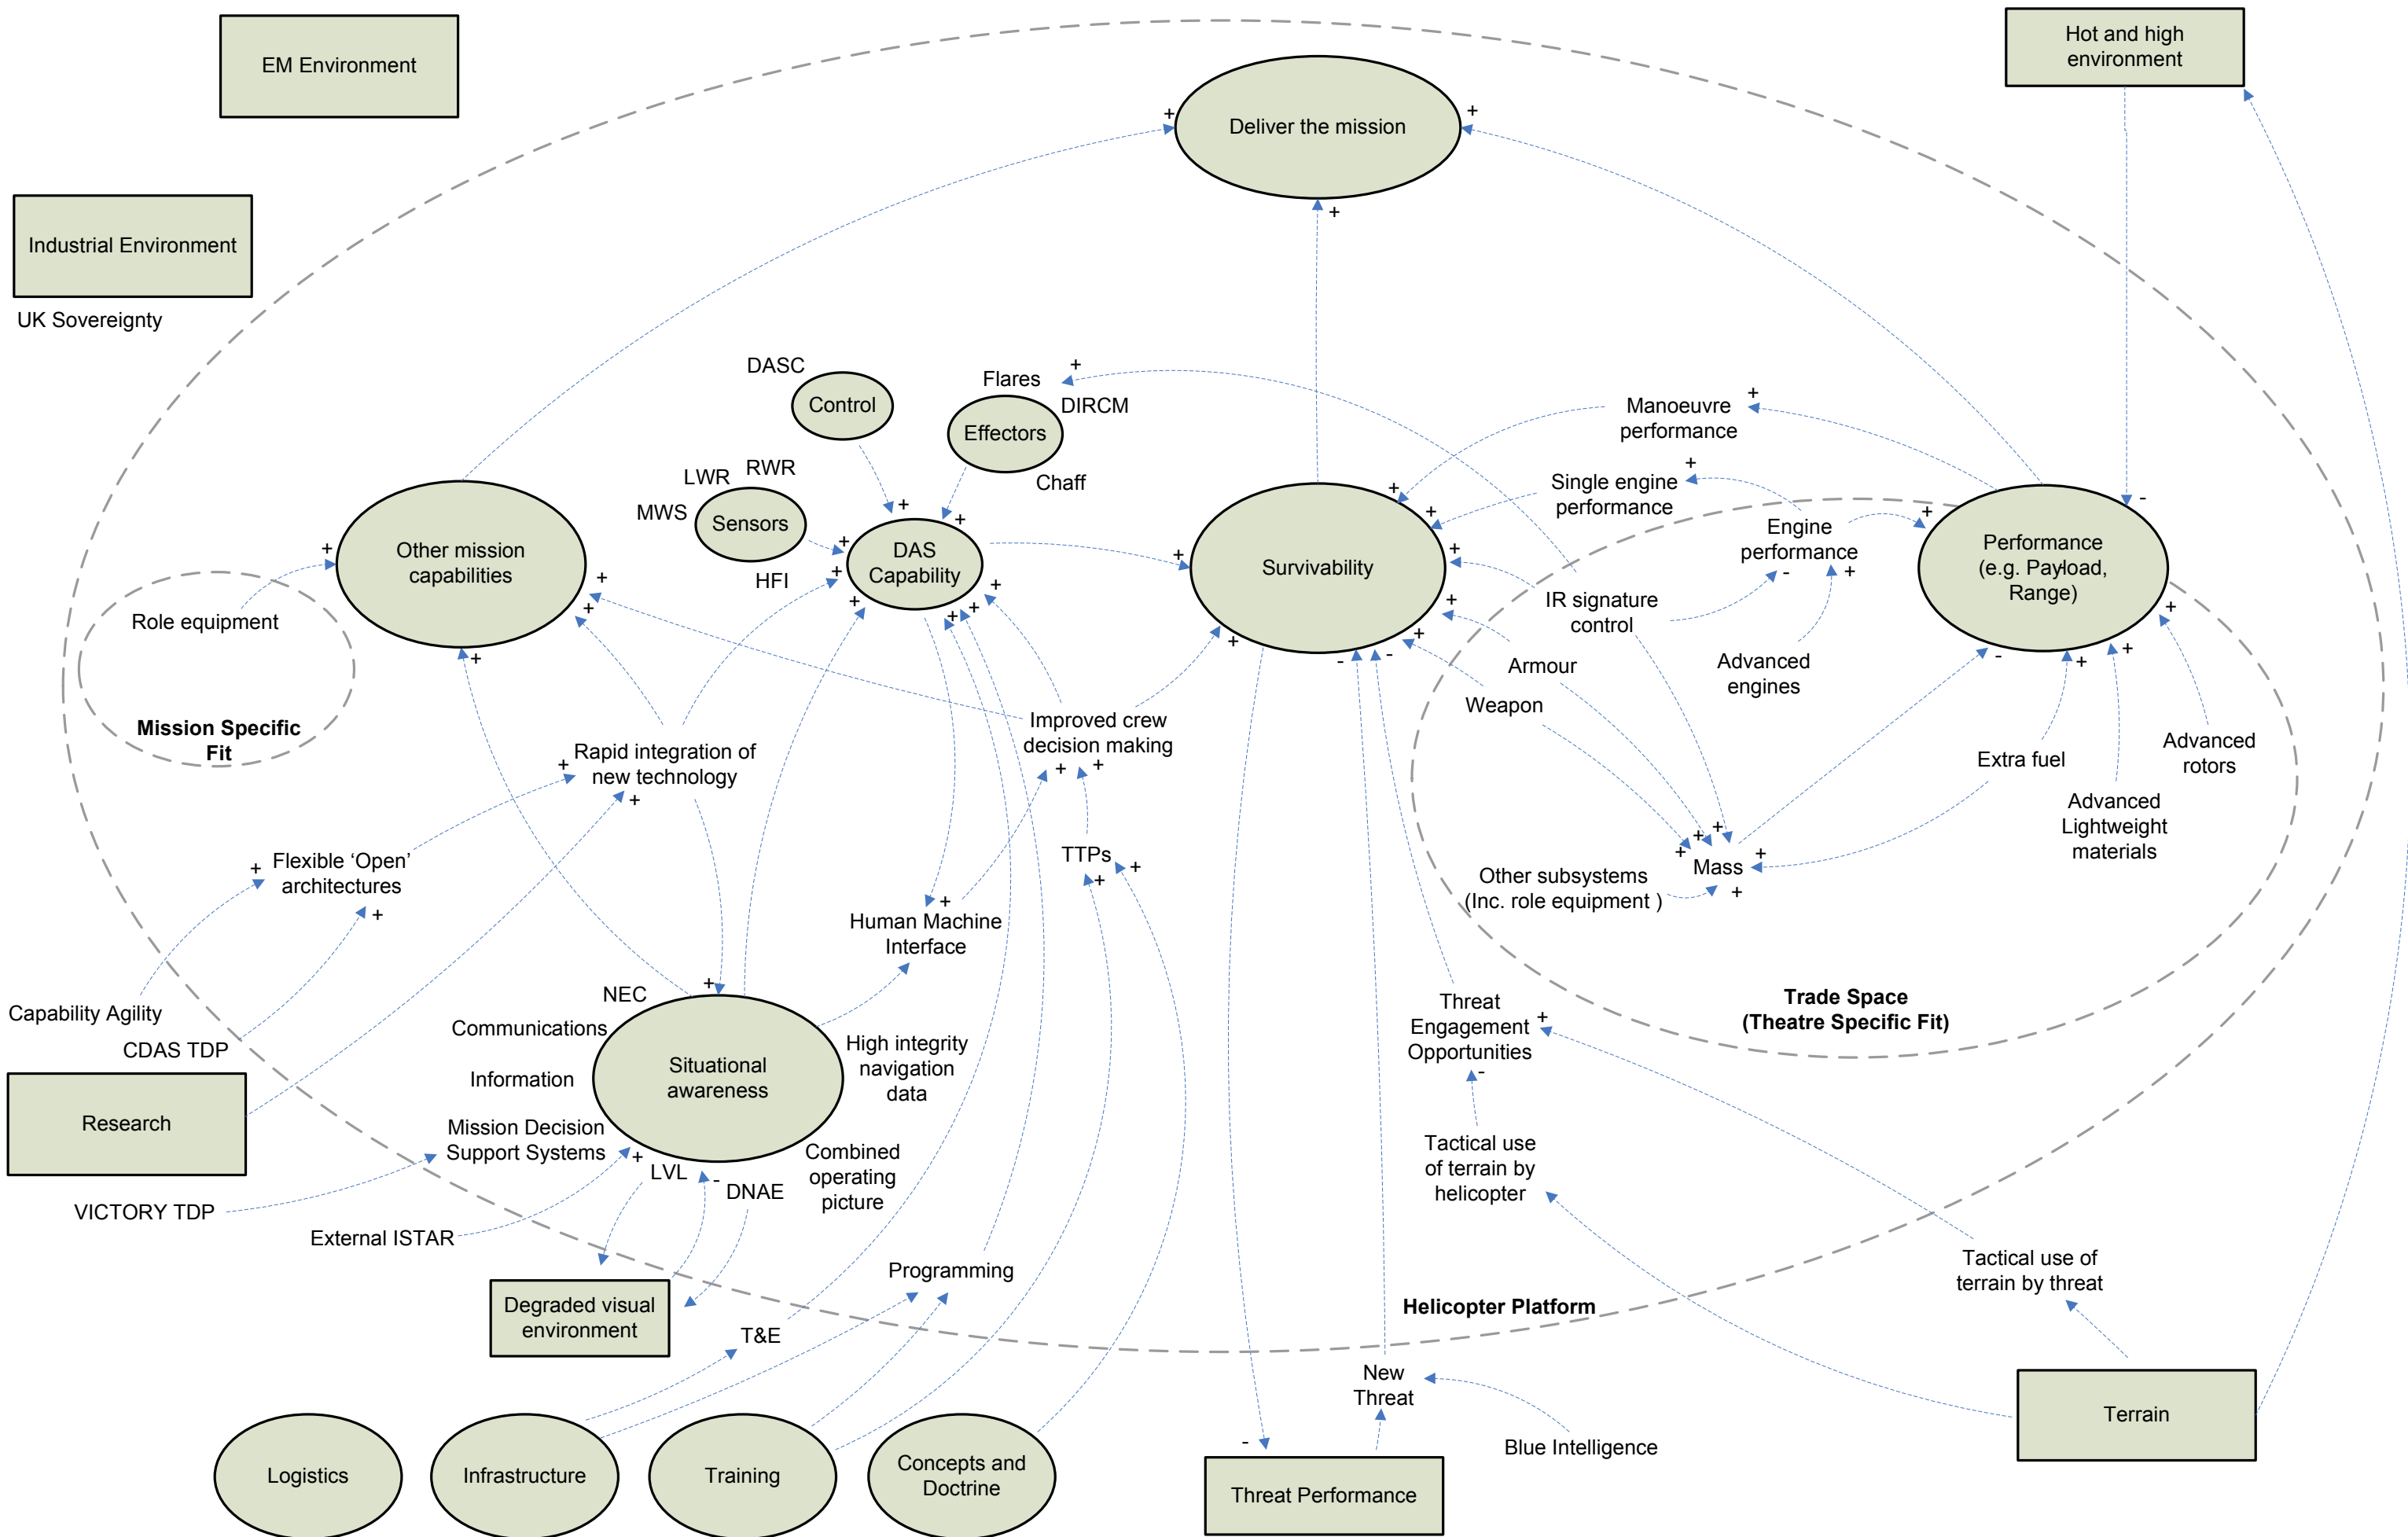 EM Environment
Hot and high
environment
Deliver the mission
Industrial Environment
UK Sovereignty
DASC
Control
Flares
DIRCM
Effectors
Chaff
RWR
LWR
MWS
Sensors
HFI
DAS
Capability
Other mission
capabilities
Role equipment
Mission Specific
Fit
Survivability
Manoeuvre
performance
Single engine
performance
Engine
performance
Performance
(e.g. Payload,
Range)
IR signature
control
Armour
Weapon
Advanced
engines
Extra fuel
Advanced
rotors
Advanced
Lightweight
materials
Mass
Other subsystems
(Inc. role equipment )
Trade Space
(Theatre Specific Fit)
Improved crew
decision making
Rapid integration of
new technology
TTPs
Flexible ‘Open’
architectures
Human Machine
Interface
Capability Agility
CDAS TDP
Research
VICTORY TDP
External ISTAR
NEC
Communications
Information
Mission Decision
Support Systems
Situational
awareness
High integrity
navigation
data
Combined
operating
picture
LVL
DNAE
Degraded visual
environment
Threat
Engagement
Opportunities
Tactical use
of terrain by
helicopter
Tactical use of
terrain by threat
Programming
T&E
Helicopter Platform
New
Threat
Blue Intelligence
Terrain
Logistics
Infrastructure
Training
Concepts and
Doctrine
Threat Performance